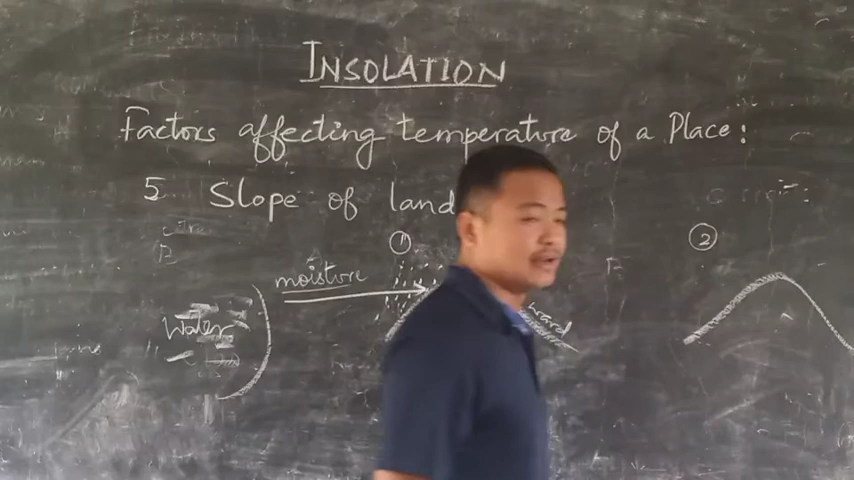 INSOLATION
Factors affecting temperature of a Place:
5 Slope of land
1 2
moisture
Water
ward